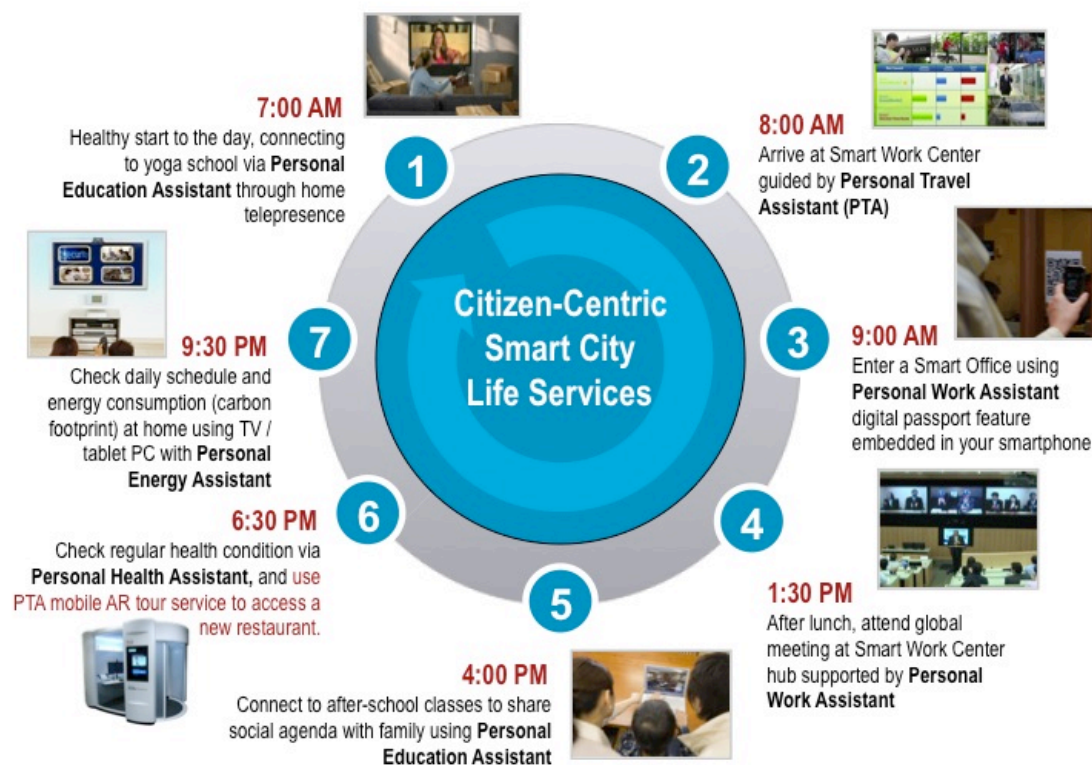 7:00 AM
Healthy start to the day, connecting
to yoga school via Personal
Education Assistant through home
telepresence
1
2
8:00 AM
Arrive at Smart Work Center
guided by Personal Travel
Assistant (PTA)
Citizen-Centric
Smart City
Life Services
3
9:00 AM
Enter a Smart Office using
Personal Work Assistant
digital passport feature
embedded in your smartphone
4
1:30 PM
After lunch, attend global
meeting at Smart Work Center
hub supported by Personal
Work Assistant
5
4:00 PM
Connect to after-school classes to share
social agenda with family using Personal
Education Assistant
6
6:30 PM
Check regular health condition via
Personal Health Assistant, and use
PTA mobile AR tour service to access a
new restaurant.
7
9:30 PM
Check daily schedule and
energy consumption (carbon
footprint) at home using TV /
tablet PC with Personal
Energy Assistant